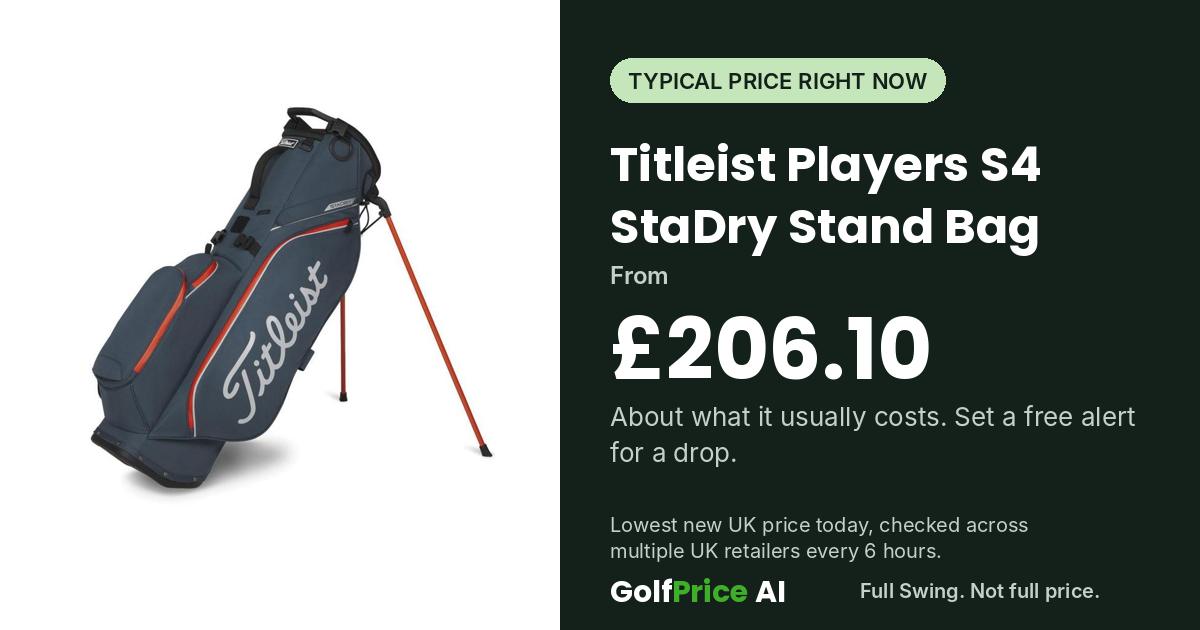 TYPICAL PRICE RIGHT NOW
Titleist Players S4
StaDry Stand Bag
From
£206.10
About what it usually costs. Set a free alert
for a drop.
Lowest new UK price today, checked across
multiple UK retailers every 6 hours.
GolfPrice AI
Full Swing. Not full price.
Titleist